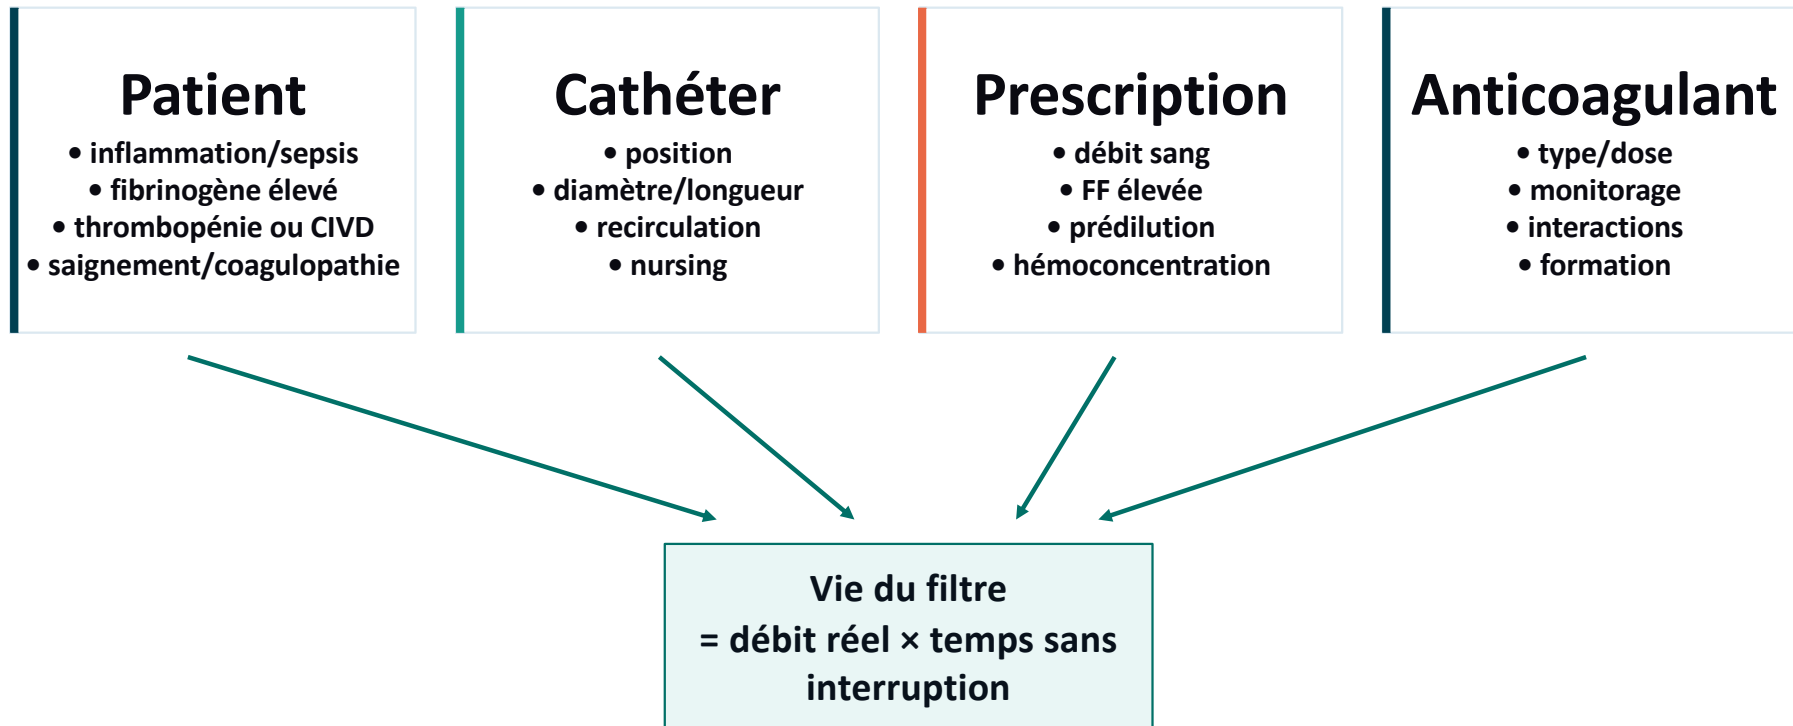 Patient
• inflammation/sepsis
• fibrinogène élevé
• thrombopénie ou CIVD
• saignement/coagulopathie
Cathéter
• position
• diamètre/longueur
• recirculation
• nursing
Prescription
• débit sang
• FF élevée
• prédilution
• hémoconcentration
Anticoagulant
• type/dose
• monitorage
• interactions
• formation
Vie du filtre
= débit réel × temps sans
interruption